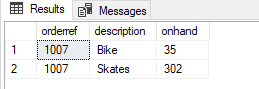 Results Messages
orderref description onhand
1 1007 Bike 35
2 1007 Skates 302